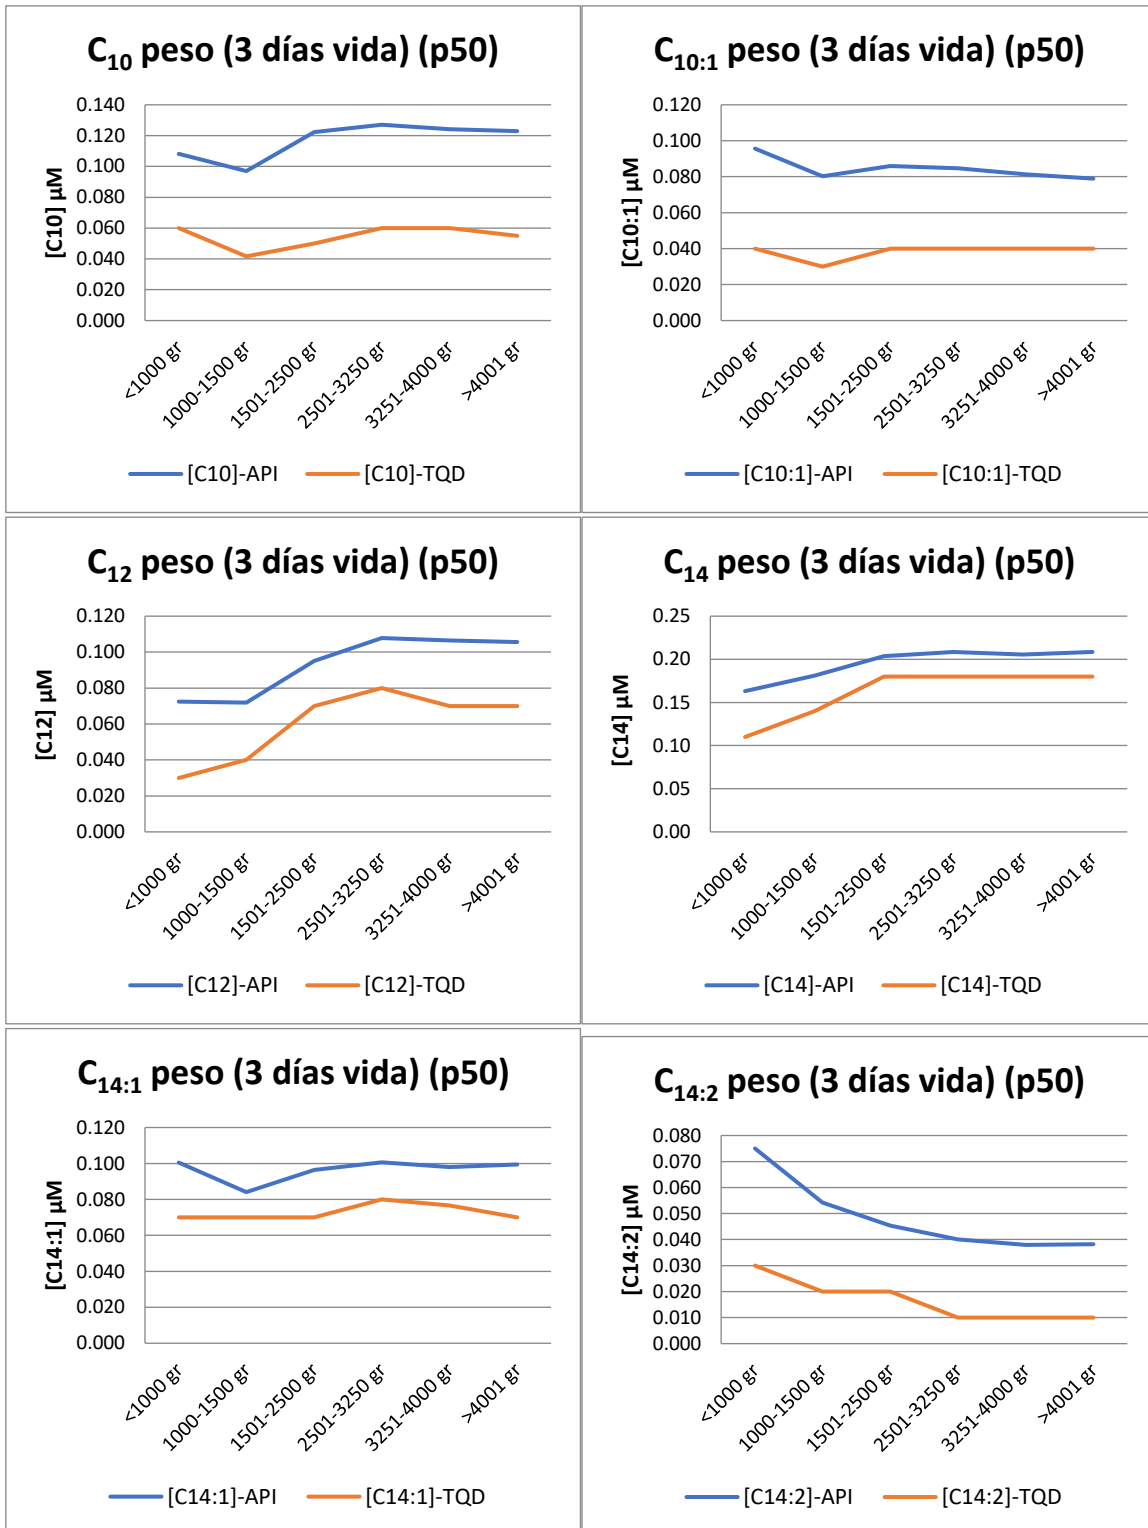 C10 peso (3 días vida) (p50)
0.140
0.120
0.100
0.080
0.060
0.040
0.020
0.000
[C10] µM
<1000 gr
1000-1500 gr
1501-2500 gr
2501-3250 gr
3251-4000 gr
>4001 gr
[C10]-API [C10]-TQD
C10:1 peso (3 días vida) (p50)
0.120
0.100
0.080
0.060
0.040
0.020
0.000
[C10:1] µM
<1000 gr
1000-1500 gr
1501-2500 gr
2501-3250 gr
3251-4000 gr
>4001 gr
[C10:1]-API [C10:1]-TQD
C12 peso (3 días vida) (p50)
0.120
0.100
0.080
0.060
0.040
0.020
0.000
[C12] µM
<1000 gr
1000-1500 gr
1501-2500 gr
2501-3250 gr
3251-4000 gr
>4001 gr
[C12]-API [C12]-TQD
C14 peso (3 días vida) (p50)
0.25
0.20
0.15
0.10
0.05
0.00
[C14] µM
<1000 gr
1000-1500 gr
1501-2500 gr
2501-3250 gr
3251-4000 gr
>4001 gr
[C14]-API [C14]-TQD
C14:1 peso (3 días vida) (p50)
0.120
0.100
0.080
0.060
0.040
0.020
0.000
[C14:1] µM
<1000 gr
1000-1500 gr
1501-2500 gr
2501-3250 gr
3251-4000 gr
>4001 gr
[C14:1]-API [C14:1]-TQD
C14:2 peso (3 días vida) (p50)
0.080
0.070
0.060
0.050
0.040
0.030
0.020
0.010
0.000
[C14:2] µM
<1000 gr
1000-1500 gr
1501-2500 gr
2501-3250 gr
3251-4000 gr
>4001 gr
[C14:2]-API [C14:2]-TQD